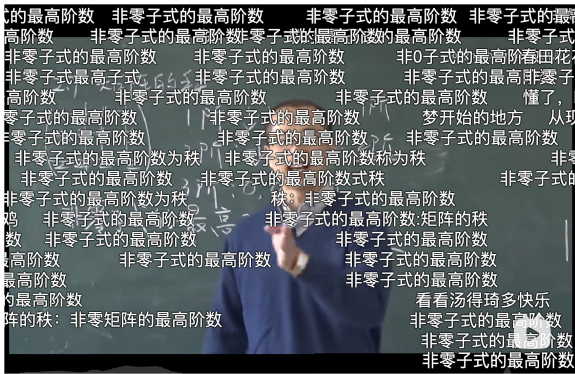 式的最高阶数 非零子式的最高阶数 非零子式的最高阶数 非零子式的最
高阶数 非零子式的最高阶数 非零子式的最高阶数 非零子式
非零子式的最高阶数 非零子式的最高阶数 非0子式的最高阶 春田花
非零子式最高子式 非零子式的最高阶数 非零子式的最高阶数 非零子
高阶数 非零子式的最高阶数 非零子式的最高阶数 懂了,
零子式的最高阶数 非零子式的最高阶数 梦开始的地方 从现
非零子式的最高阶数 非零子式的最高阶数 非零子式的最高阶数
非零子式的最高阶数为秩 非零子式的最高阶数称为秩 非零
非零子式的最高阶数 非零子式的最高阶数式秩 非零子式的
非零子式的最高阶数为秩 秩:非零子式的最高阶数
鸡 非零子式的最高阶数 非零子式的最高阶数:矩阵的秩
数 非零子式的最高阶数 非零子式的最高阶数
最高阶数 非零子式的最高阶数 非零子式的最高阶数
最高阶数 非零子式的最高阶数
的最高阶数 看看汤得琦多快乐
阵的秩:非零矩阵的最高阶数 非零子式的最高阶数
非零子式的最高阶数
非零子式的最高阶数